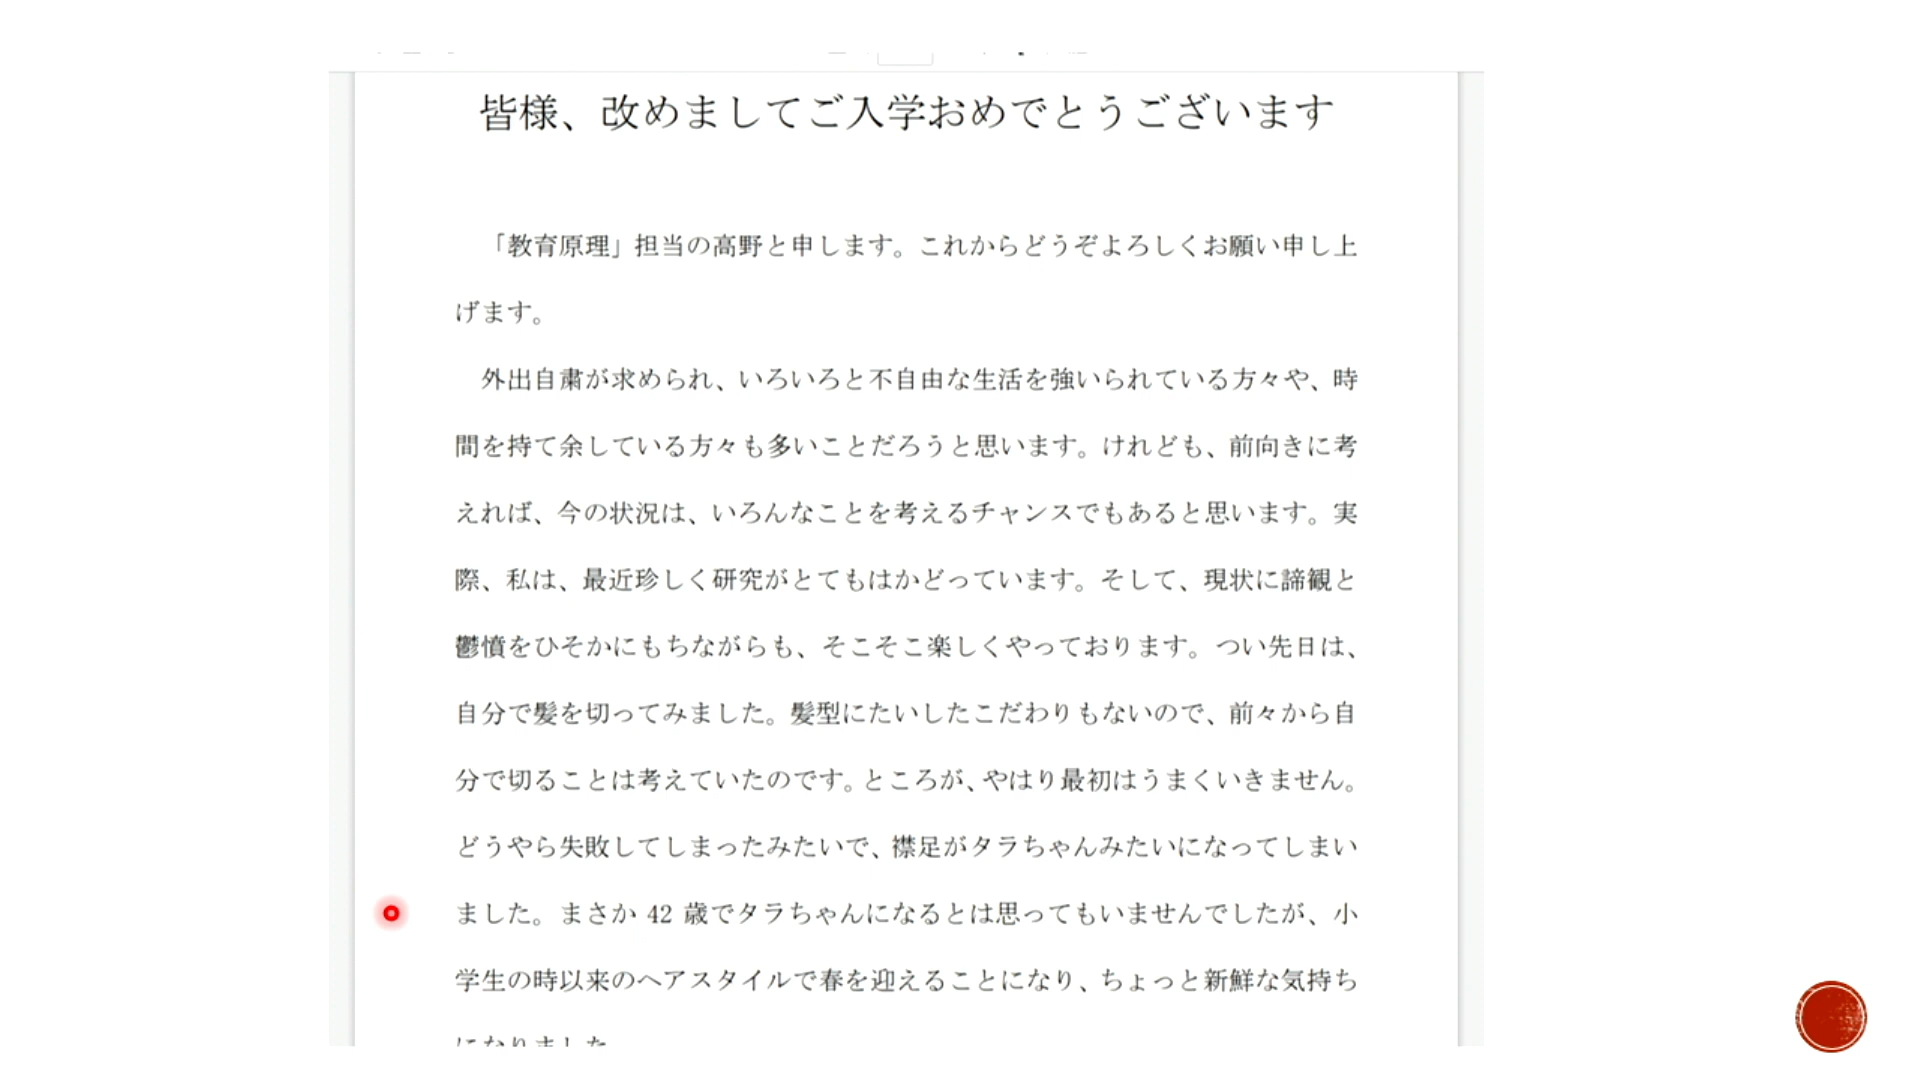 皆様、改めましてご入学おめでとうございます
「教育原理」担当の高野と申します。これからどうぞよろしくお願い申し上
げます。
外出自粛が求められ、いろいろと不自由な生活を強いられている方々や、時
間を持て余している方々も多いことだろうと思います。けれども、前向きに考
えれば、今の状況は、いろんなことを考えるチャンスでもあると思います。実
際、私は、最近珍しく研究がとてもはかどっています。そして、現状に諦観と
鬱憤をひそかにもちながらも、そこそこ楽しくやっております。つい先日は、
自分で髪を切ってみました。髪型にたいしたこだわりもないので、前々から自
分で切ることは考えていたのです。ところが、やはり最初はうまくいきません。
どうやら失敗してしまったみたいで、襟足がタラちゃんみたいになってしまい
ました。まさか 42 歳でタラちゃんになるとは思ってもいませんでしたが、小
学生の時以来のヘアスタイルで春を迎えることになり、ちょっと新鮮な気持ち
になりました